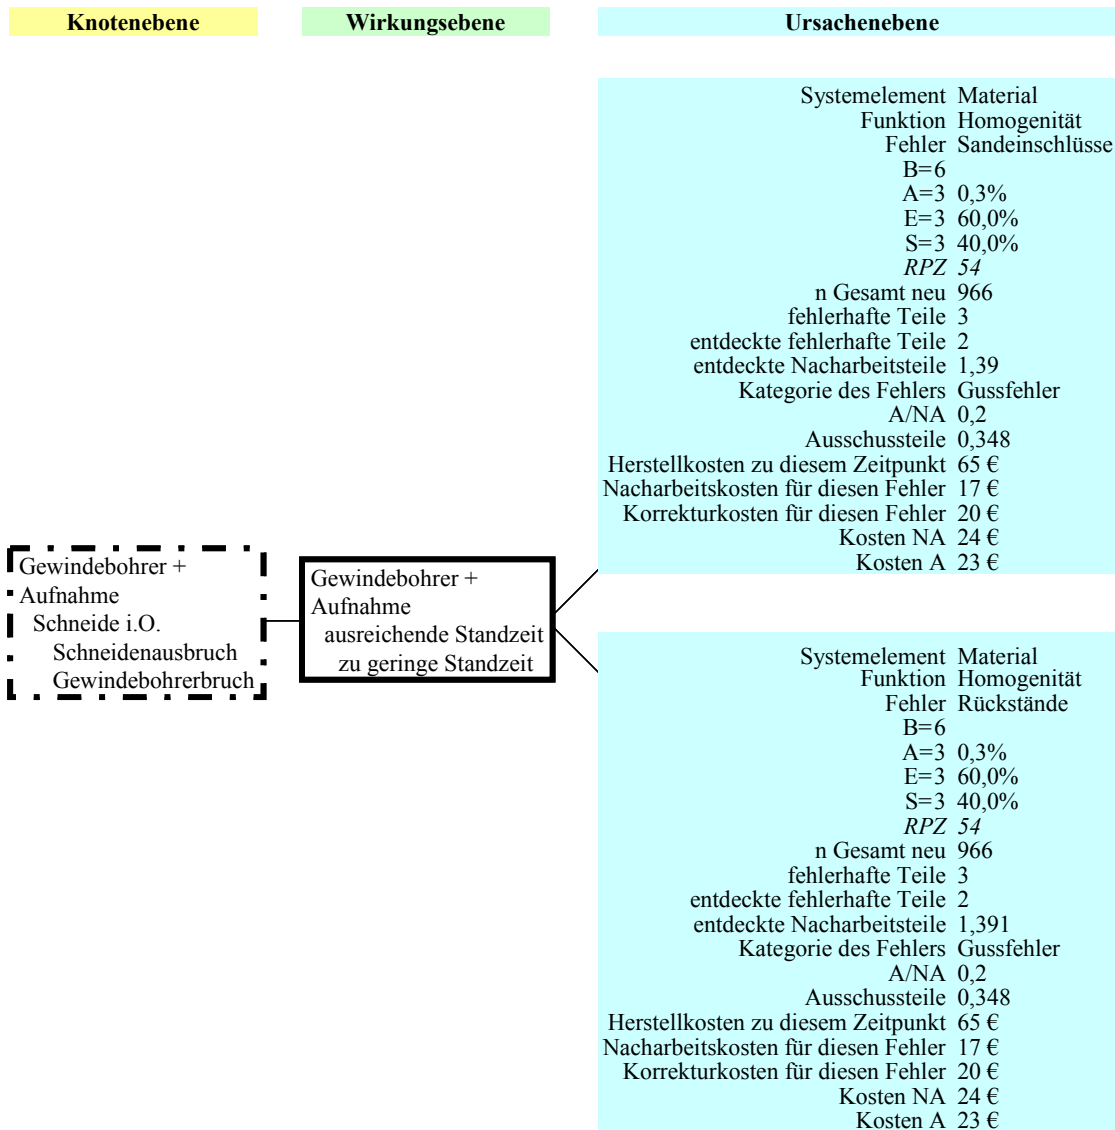 Knotenebene
Wirkungsebene
Ursachenebene
Systemelement Material
Funktion Homogenität
Fehler Sandeinschlüsse
B=6
A=3 0,3%
E=3 60,0%
S=3 40,0%
RPZ 54
n Gesamt neu 966
fehlerhafte Teile 3
entdeckte fehlerhafte Teile 2
entdeckte Nacharbeitsteile 1,39
Kategorie des Fehlers Gussfehler
A/NA 0,2
Ausschussteile 0,348
Herstellkosten zu diesem Zeitpunkt 65 €
Nacharbeitskosten für diesen Fehler 17 €
Korrekturkosten für diesen Fehler 20 €
Kosten NA 24 €
Kosten A 23 €
Gewindebohrer +
Aufnahme
Schneide i.O.
Schneidenausbruch
Gewindebohrerbruch
Gewindebohrer +
Aufnahme
ausreichende Standzeit
zu geringe Standzeit
Systemelement Material
Funktion Homogenität
Fehler Rückstände
B=6
A=3 0,3%
E=3 60,0%
S=3 40,0%
RPZ 54
n Gesamt neu 966
fehlerhafte Teile 3
entdeckte fehlerhafte Teile 2
entdeckte Nacharbeitsteile 1,391
Kategorie des Fehlers Gussfehler
A/NA 0,2
Ausschussteile 0,348
Herstellkosten zu diesem Zeitpunkt 65 €
Nacharbeitskosten für diesen Fehler 17 €
Korrekturkosten für diesen Fehler 20 €
Kosten NA 24 €
Kosten A 23 €